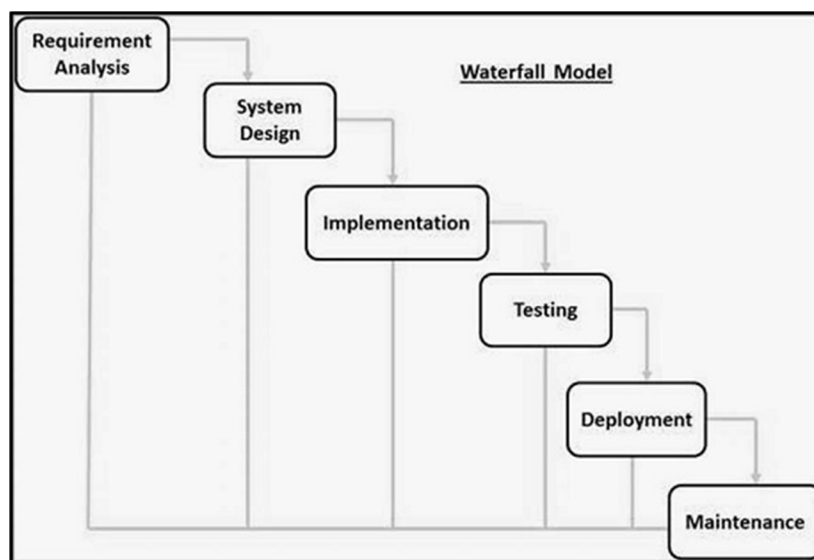 Requirement
Analysis
Waterfall Model
System
Design
Implementation
Testing
Deployment
Maintenance